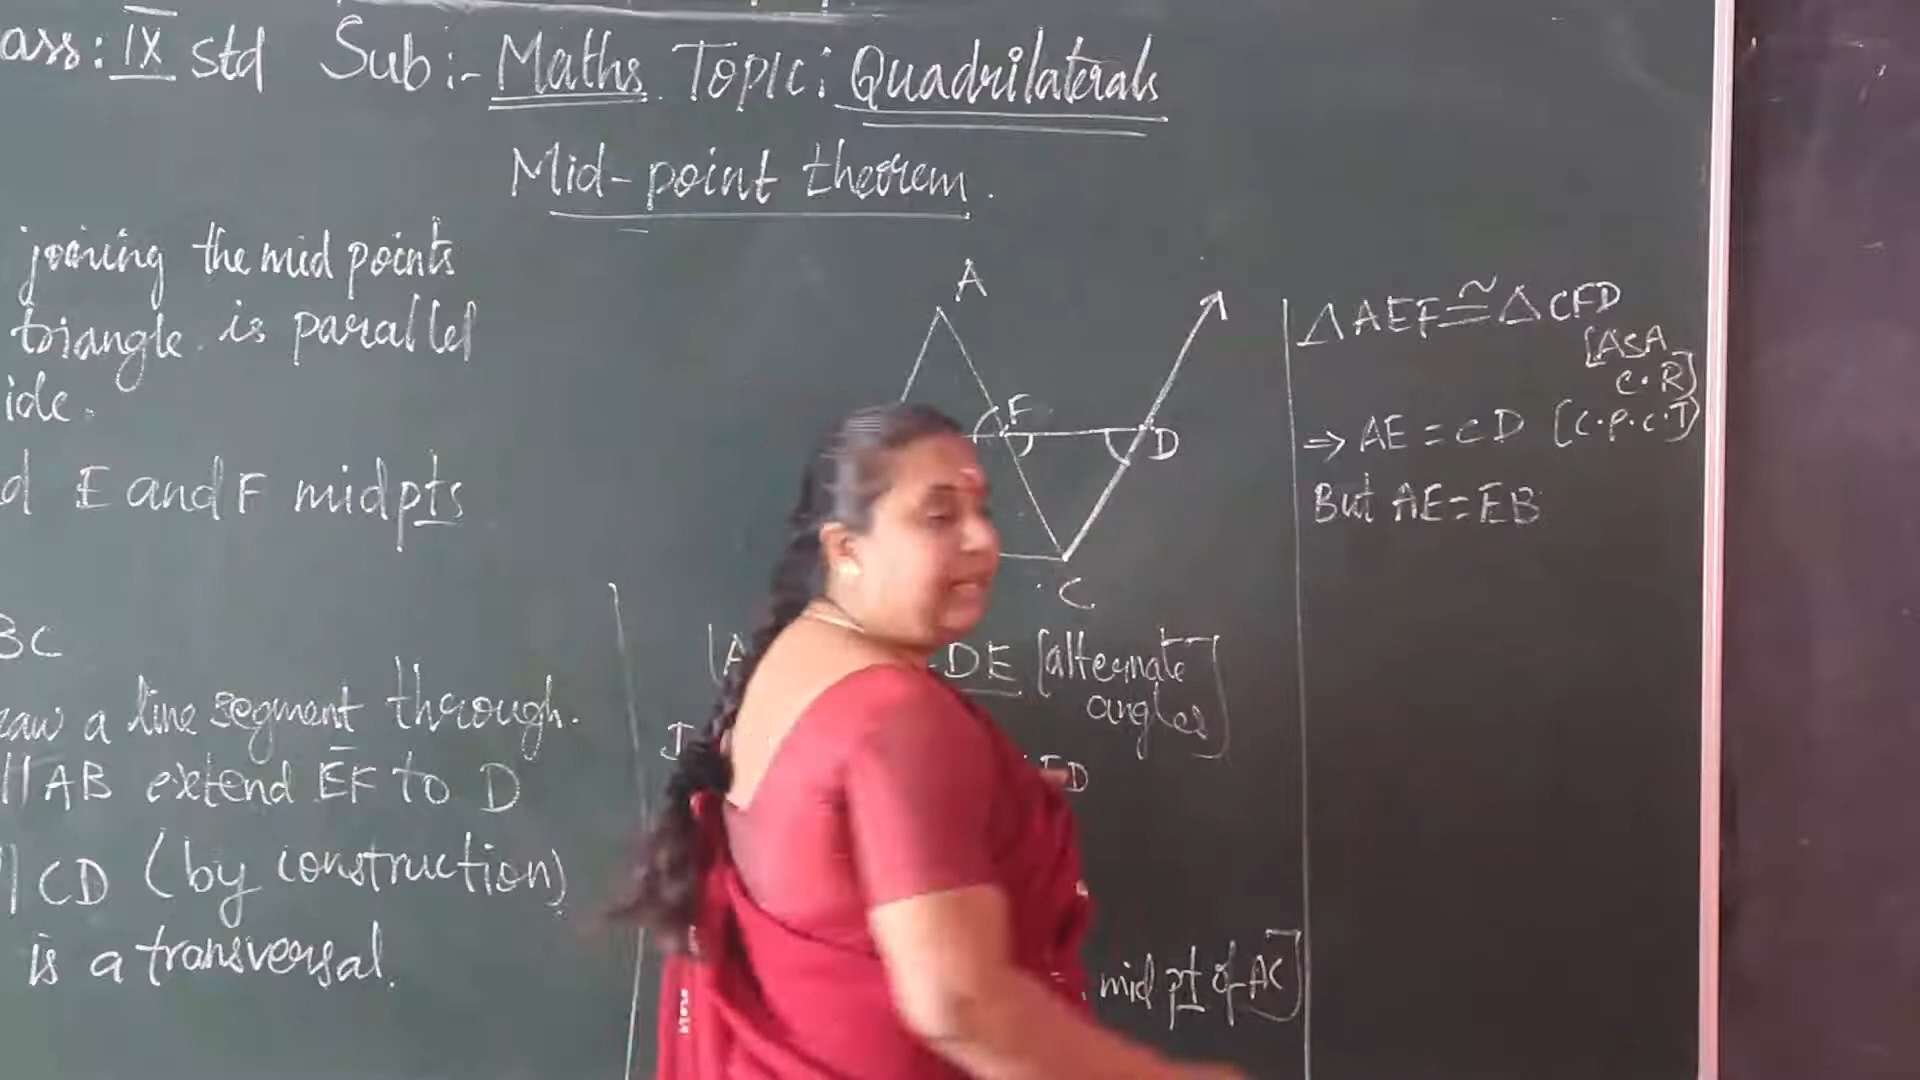 ass: IX std Sub:- Maths Topic: Quadrilaterals
Mid-point theorem.
joining the mid points
triangle is parallel
ide.
d E and F midpts
BC
raw a line segment through.
// AB extend EF to D
|| CD (by construction)
is a transversal.
A
F
D
C
DE [alternate
angles]
mid pt of AC]
△AEF ≅ △CFD
[ASA
C.R]
⇒ AE = CD [C.P.C.T]
But AE = EB